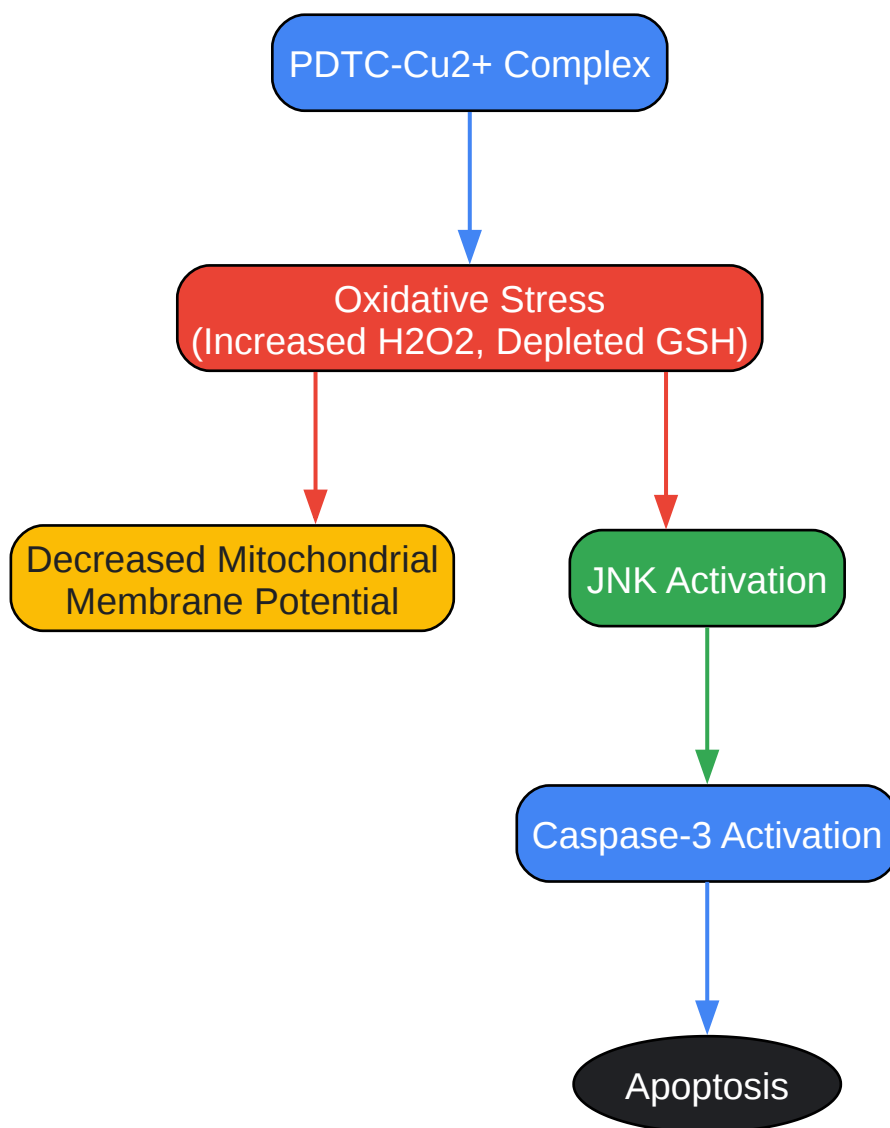 PDTC-Cu2+ Complex
Oxidative Stress
(Increased H2O2, Depleted GSH)
Decreased Mitochondrial
Membrane Potential
JNK Activation
Caspase-3 Activation
Apoptosis